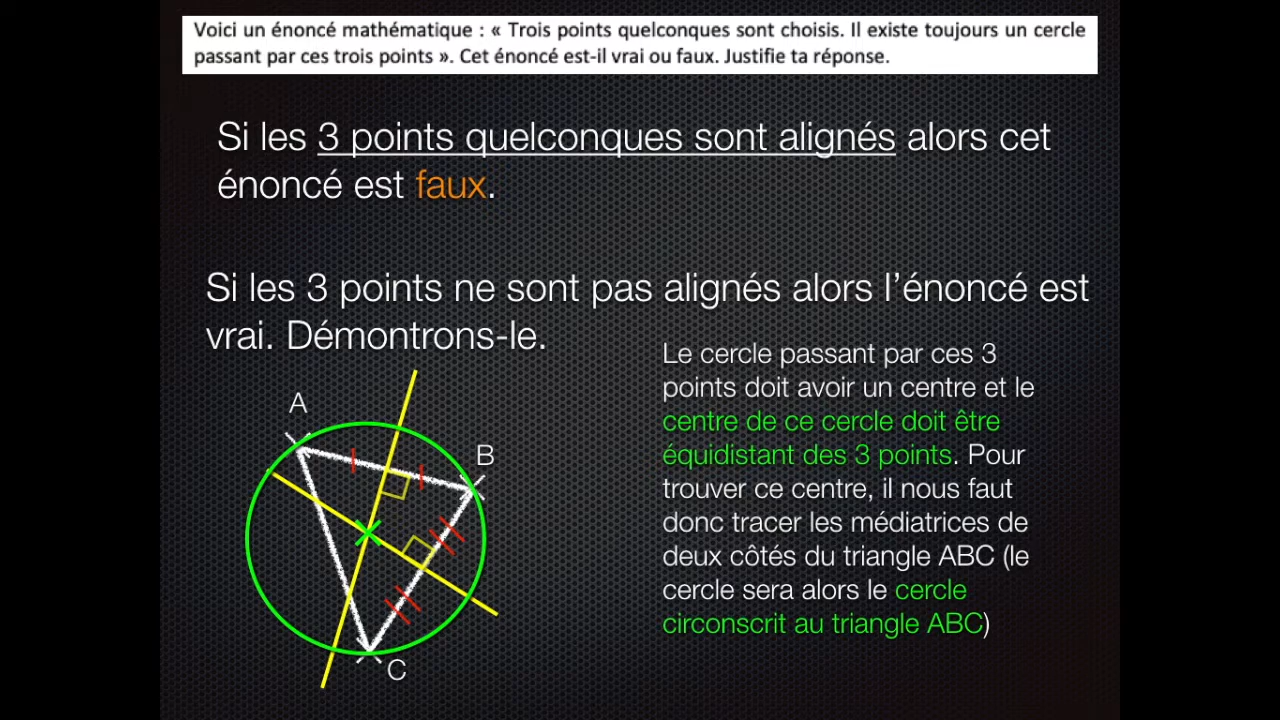 Voici un énoncé mathématique : « Trois points quelconques sont choisis. Il existe toujours un cercle
passant par ces trois points ». Cet énoncé est-il vrai ou faux. Justifie ta réponse.
Si les 3 points quelconques sont alignés alors cet
énoncé est faux.
Si les 3 points ne sont pas alignés alors l’énoncé est
vrai. Démontrons-le.
Le cercle passant par ces 3
points doit avoir un centre et le
centre de ce cercle doit être
équidistant des 3 points. Pour
trouver ce centre, il nous faut
donc tracer les médiatrices de
deux côtés du triangle ABC (le
cercle sera alors le cercle
circonscrit au triangle ABC)
A
B
C